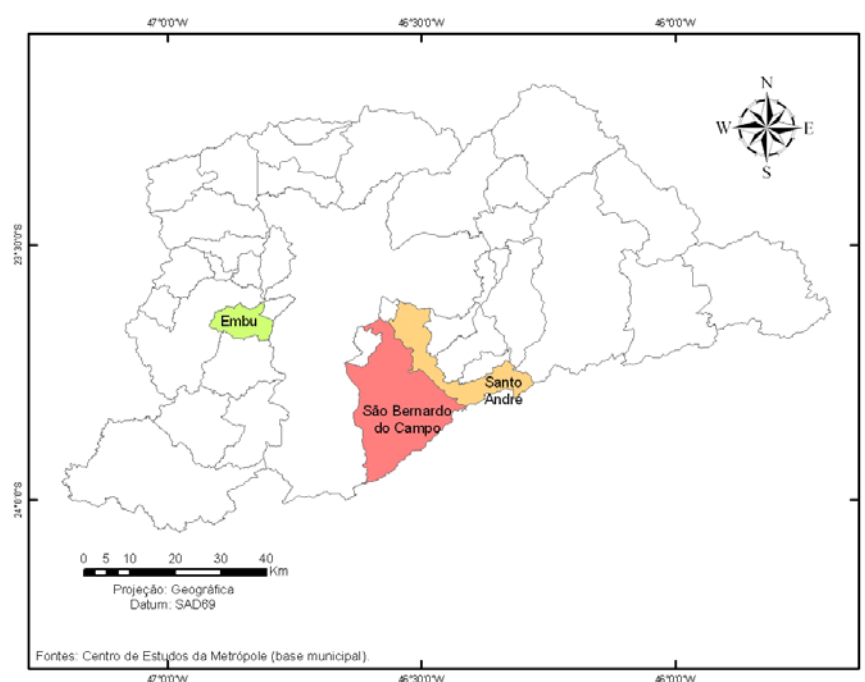 47°0'0"W 46°30'0"W 46°0'0"W
N
W E
S
23°30'0"S
Embu
Santo
André
São Bernardo
do Campo
24°0'0"S
0 5 10 20 30 40
Km
Projeção: Geográfica
Datum: SAD69
Fontes: Centro de Estudos da Metrópole (base municipal).
47°0'0"W 46°30'0"W 46°0'0"W